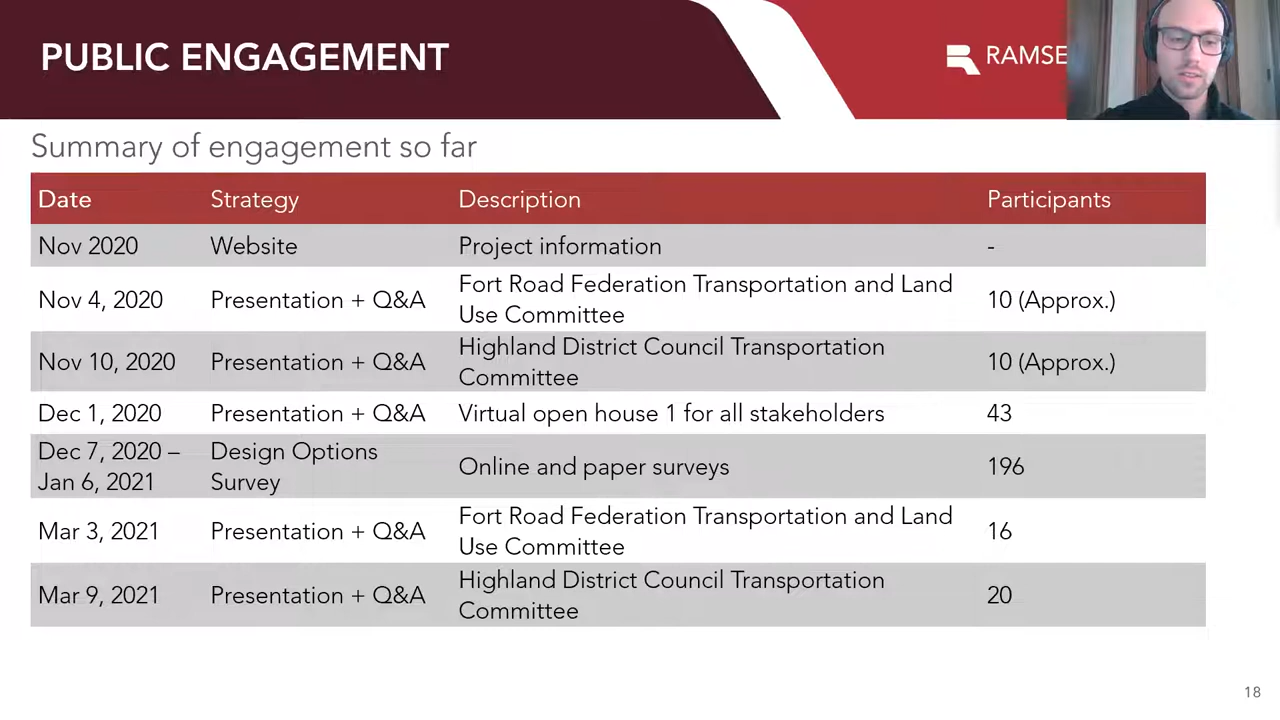 PUBLIC ENGAGEMENT
RAMSE
Summary of engagement so far
Date Strategy Description Participants
Nov 2020 Website Project information -
Nov 4, 2020 Presentation + Q&A Fort Road Federation Transportation and Land
Use Committee 10 (Approx.)
Nov 10, 2020 Presentation + Q&A Highland District Council Transportation
Committee 10 (Approx.)
Dec 1, 2020 Presentation + Q&A Virtual open house 1 for all stakeholders 43
Dec 7, 2020 – Design Options
Jan 6, 2021 Survey Online and paper surveys 196
Mar 3, 2021 Presentation + Q&A Fort Road Federation Transportation and Land
Use Committee 16
Mar 9, 2021 Presentation + Q&A Highland District Council Transportation
Committee 20
18